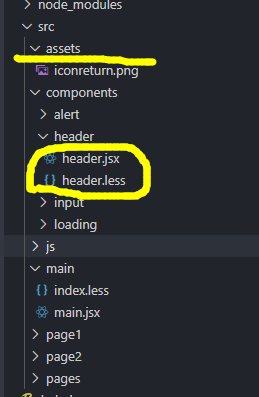 node_modules
src
assets
iconreturn.png
components
alert
header
header.jsx
header.less
input
loading
js
main
index.less
main.jsx
page1
page2
pages